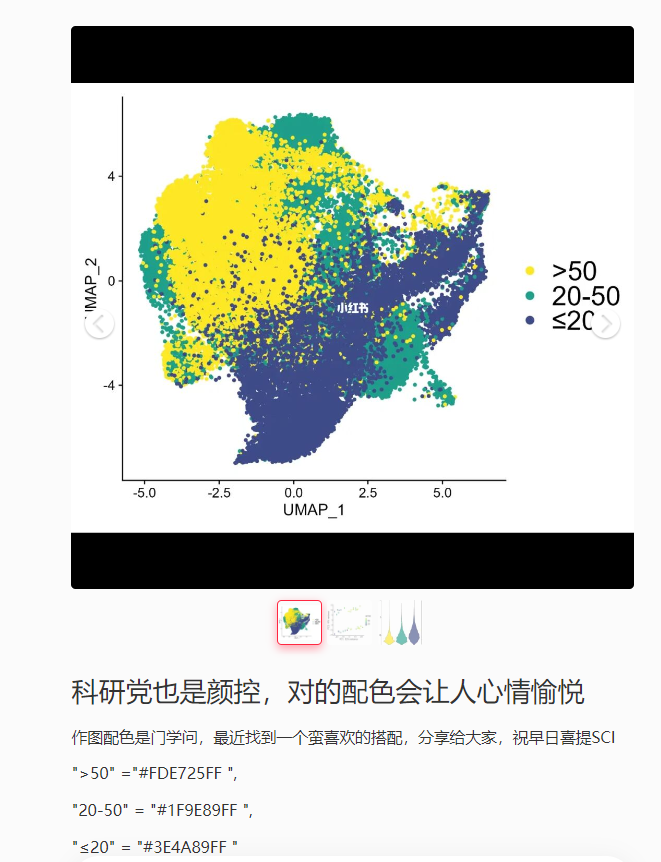 4
0
-4
UMAP_2
>50
20-50
≤20
小红书
-5.0
-2.5
0.0
2.5
5.0
UMAP_1
科研党也是颜控，对的配色会让人心情愉悦
作图配色是门学问，最近找到一个蛮喜欢的搭配，分享给大家，祝早日喜提SCI
">50" ="#FDE725FF ",
"20-50" = "#1F9E89FF ",
"≤20" = "#3E4A89FF "